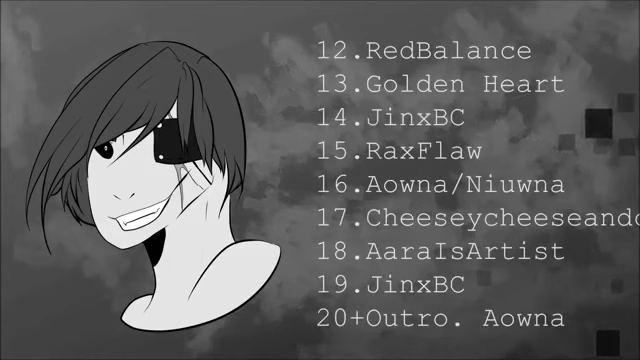 12.RedBalance
13.Golden Heart
14.JinxBC
15.RaxFlaw
16.Aowna/Niuwna
17.Cheeseycheeseando
18.AaraIsArtist
19.JinxBC
20+Outro. Aowna